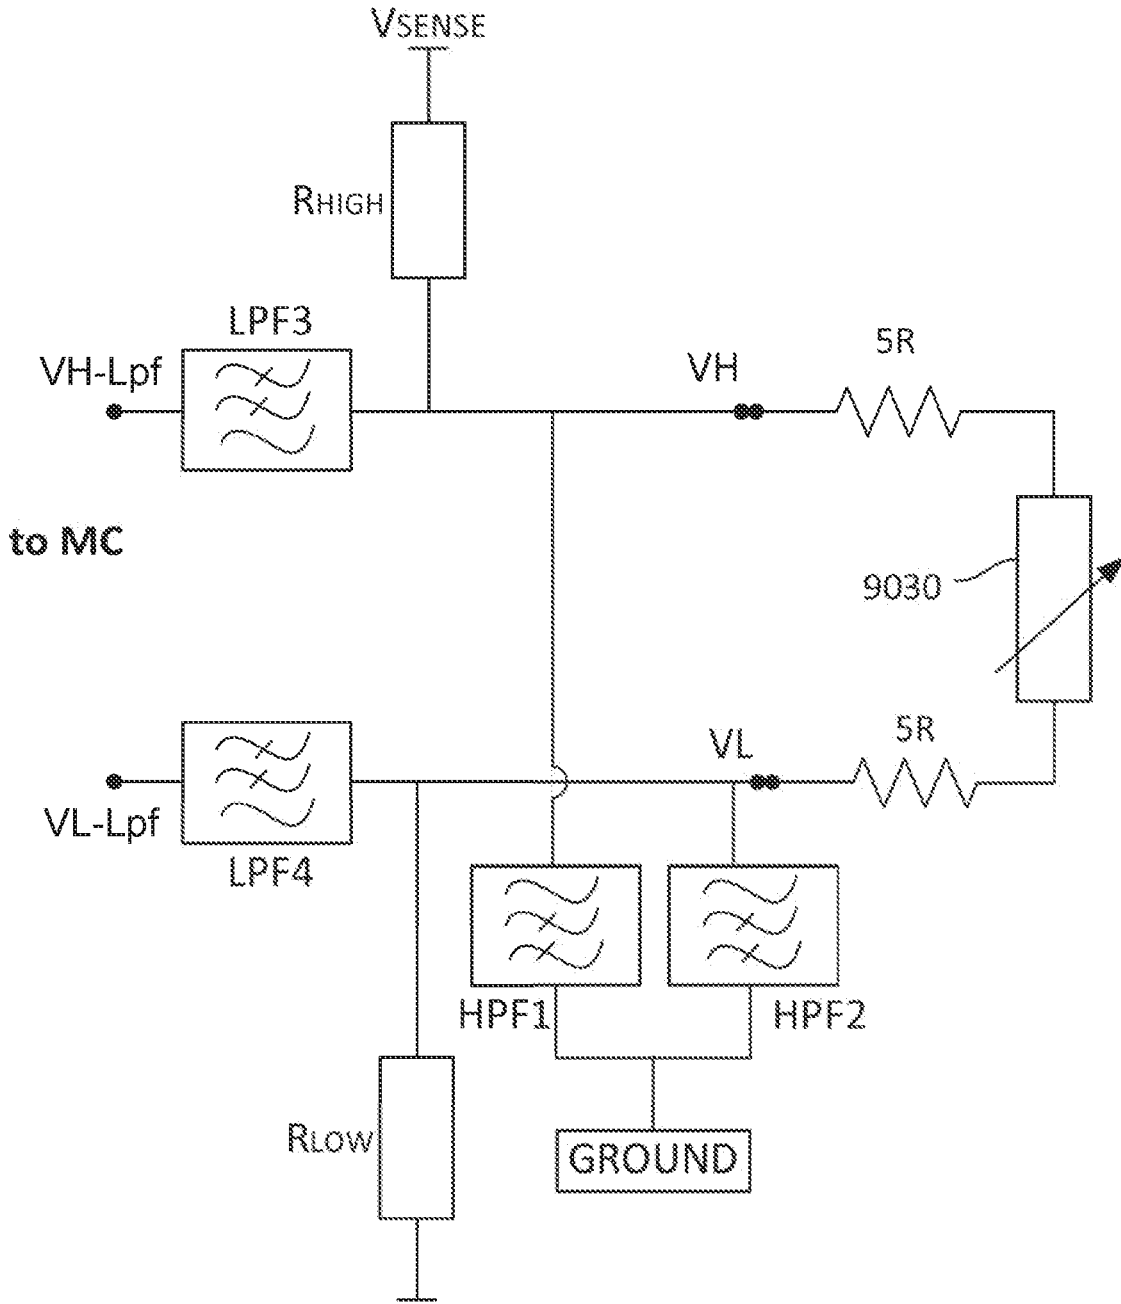 VSENSE
RHIGH
LPF3
VH-Lpf
VH
5R
to MC
9030
VL-Lpf
LPF4
VL
5R
HPF1
HPF2
RLOW
GROUND